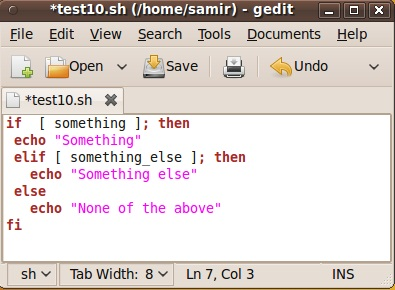 *test10.sh (/home/samir) - gedit
File Edit View Search Tools Documents Help
Open Save Undo
*test10.sh
if  [ something ]; then
 echo "Something"
 elif [ something_else ]; then
   echo "Something else"
 else
   echo "None of the above"
fi
sh Tab Width: 8 Ln 7, Col 3 INS